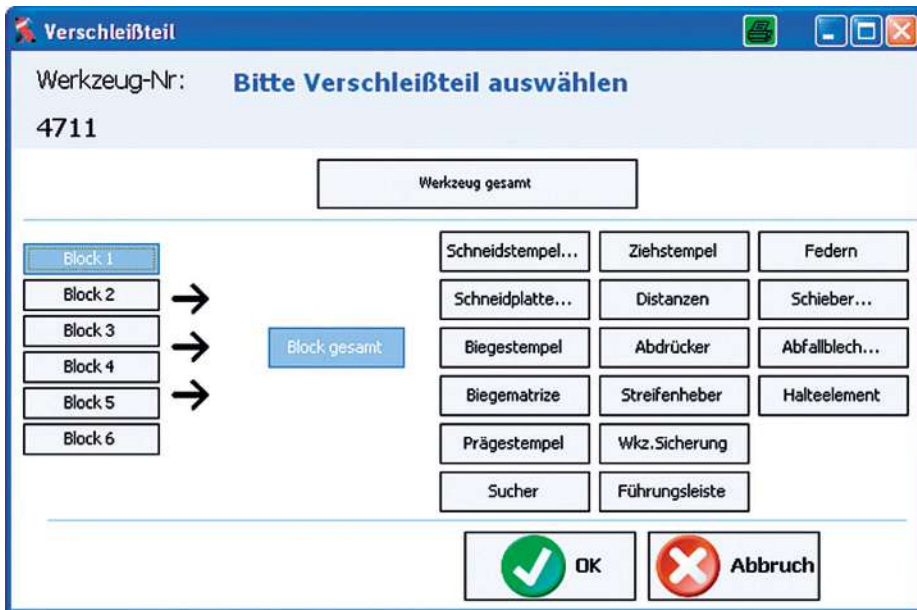 Verschleißteil
Werkzeug-Nr: Bitte Verschleißteil auswählen
4711
Werkzeug gesamt
Block 1
Block 2
Block 3
Block 4
Block 5
Block 6
Block gesamt
Schneidstempel... Ziehstempel Federn
Schneidplatte... Distanzen Schieber...
Biegestempel Abdrücker Abfallblech...
Biegematrize Streifenheber Halteelement
Prägestempel Wkz.Sicherung
Sucher Führungsleiste
OK Abbruch